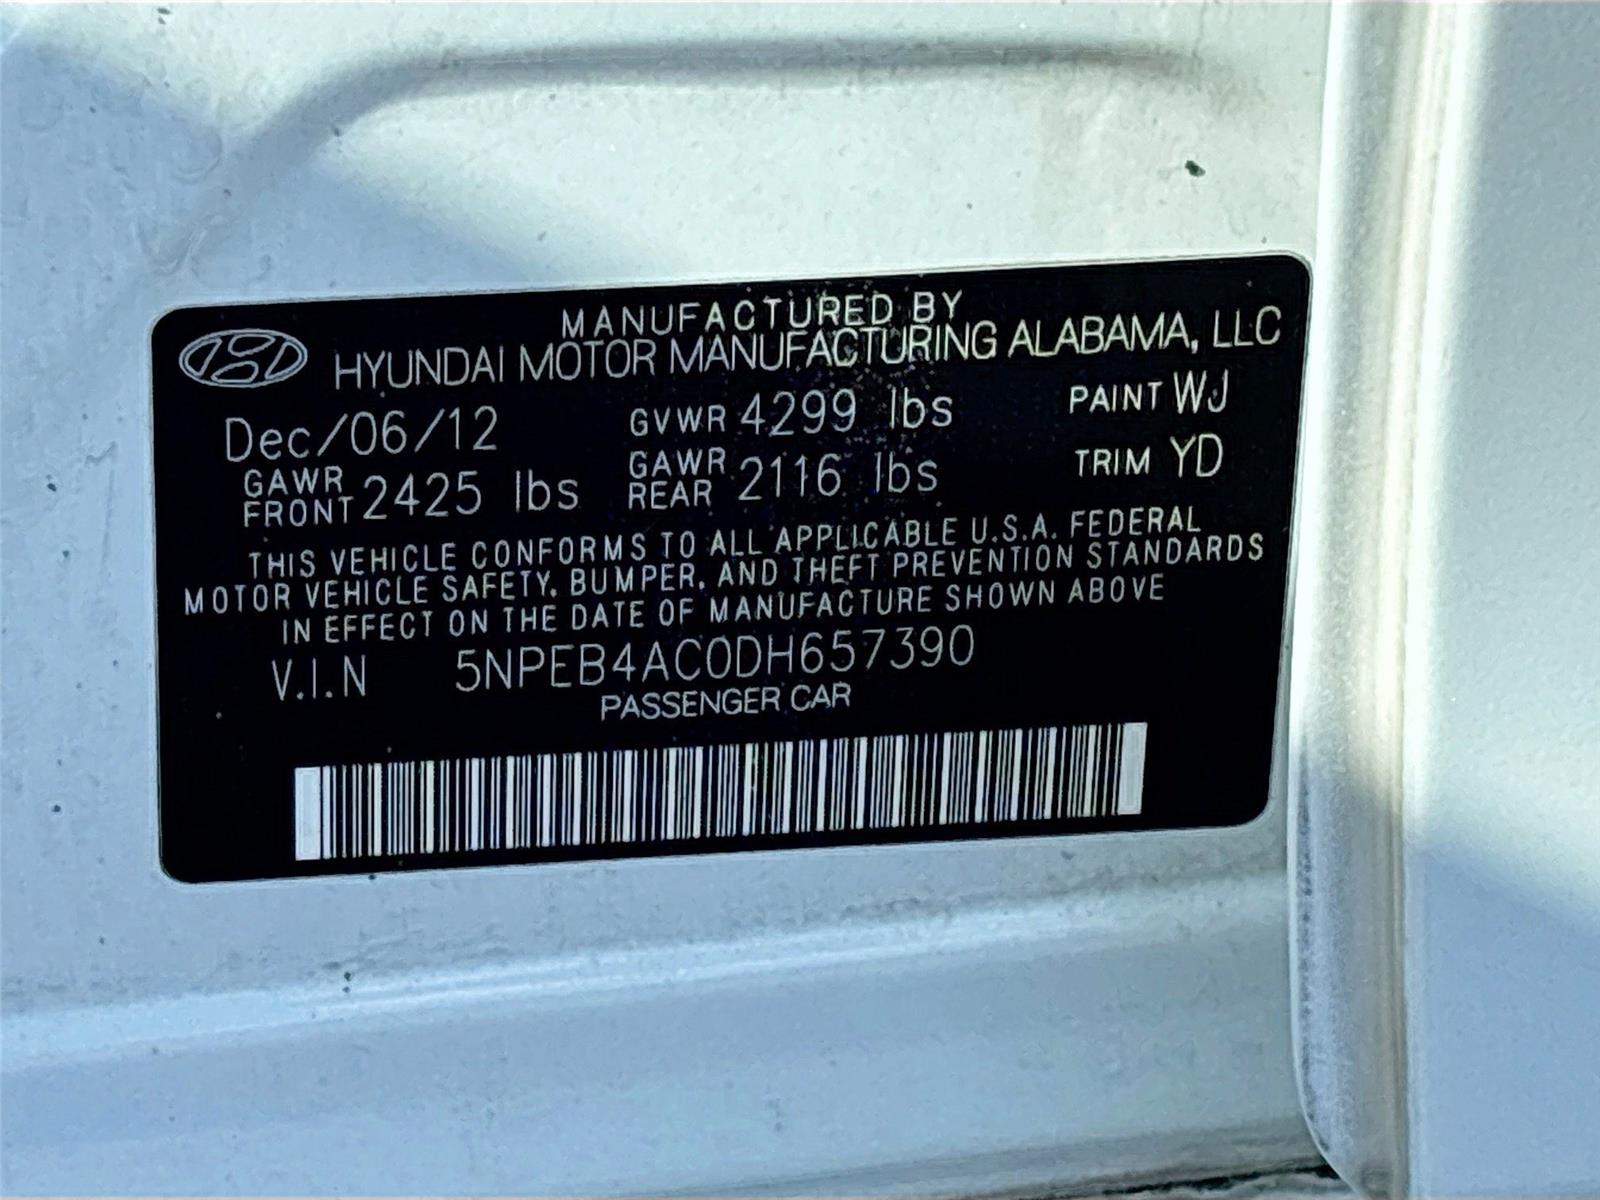 MANUFACTURED BY
HYUNDAI MOTOR MANUFACTURING ALABAMA, LLC
Dec/06/12 GVWR 4299 lbs PAINT WJ
GAWR FRONT 2425 lbs GAWR REAR 2116 lbs TRIM YD
THIS VEHICLE CONFORMS TO ALL APPLICABLE U.S.A. FEDERAL
MOTOR VEHICLE SAFETY, BUMPER, AND THEFT PREVENTION STANDARDS
IN EFFECT ON THE DATE OF MANUFACTURE SHOWN ABOVE
V.I.N 5NPEB4AC0DH657390
PASSENGER CAR